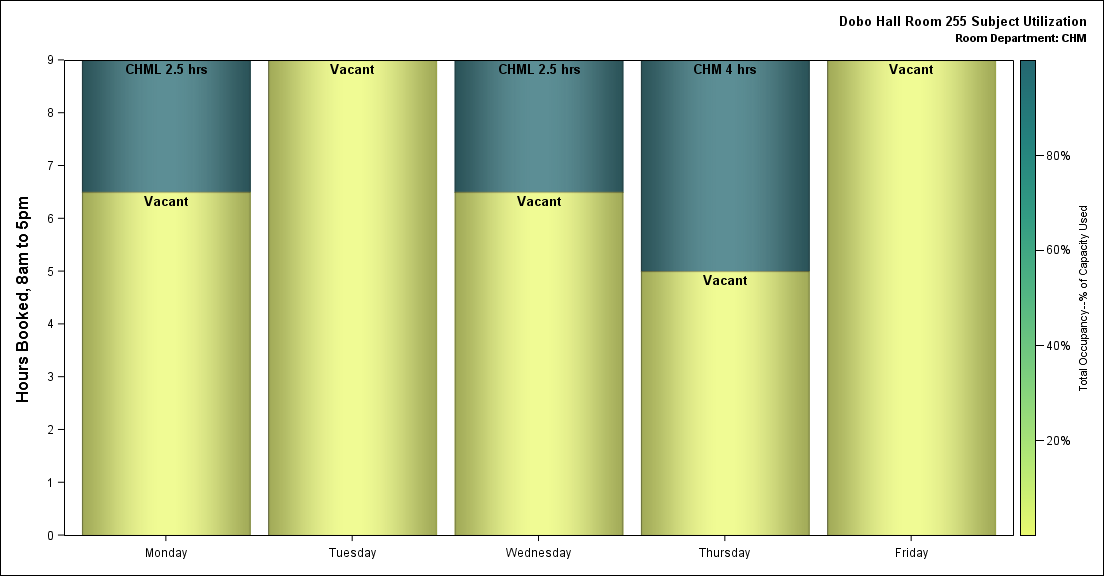 Dobo Hall Room 255 Subject Utilization
Room Department: CHM
Hours Booked, 8am to 5pm
9
8
7
6
5
4
3
2
1
0
CHML 2.5 hrs
Vacant
Vacant
CHML 2.5 hrs
Vacant
CHM 4 hrs
Vacant
Vacant
Monday
Tuesday
Wednesday
Thursday
Friday
80%
60%
40%
20%
Total Occupancy--% of Capacity Used